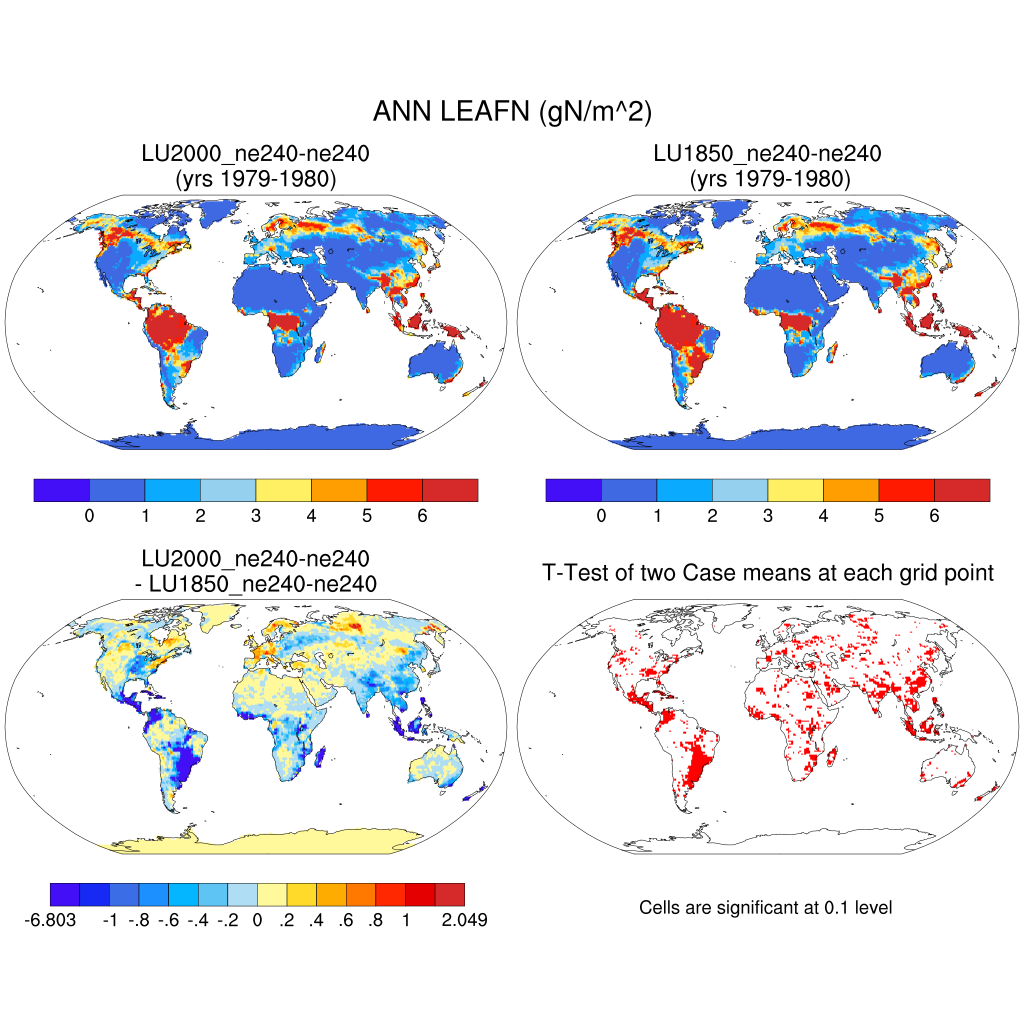 ANN LEAFN (gN/m^2)
LU2000_ne240-ne240
(yrs 1979-1980)
LU1850_ne240-ne240
(yrs 1979-1980)
0 1 2 3 4 5 6
0 1 2 3 4 5 6
LU2000_ne240-ne240
- LU1850_ne240-ne240
T-Test of two Case means at each grid point
-6.803 -1 -.8 -.6 -.4 -.2 0 .2 .4 .6 .8 1 2.049
Cells are significant at 0.1 level